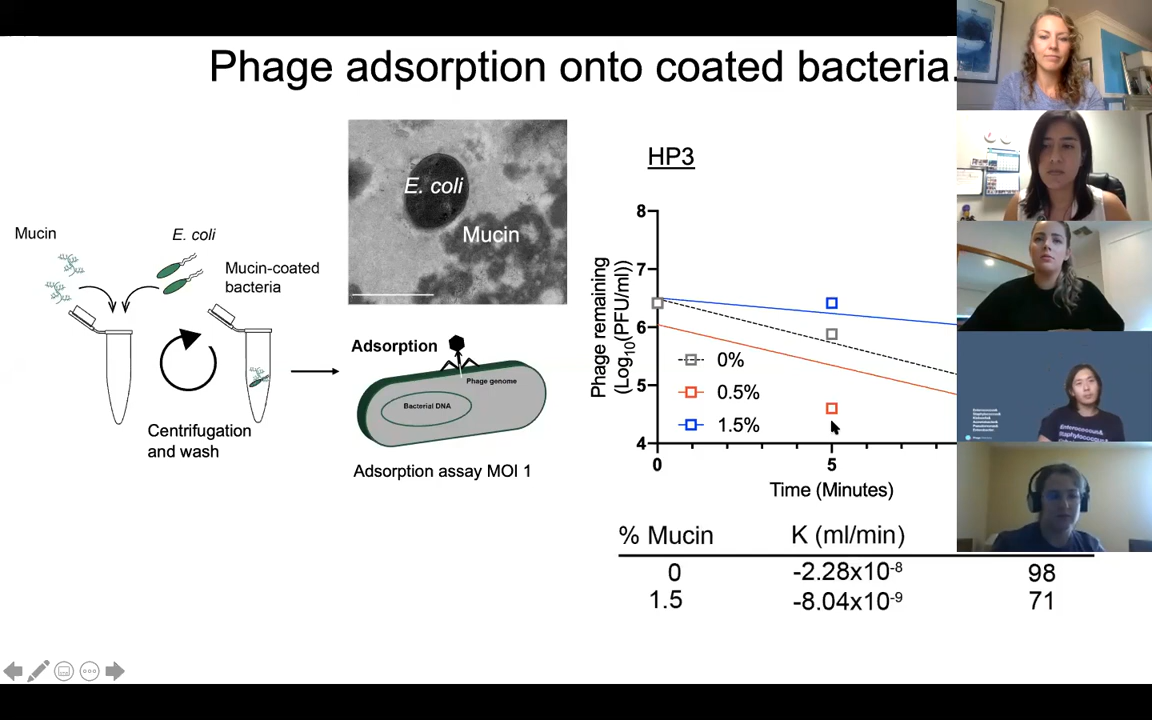 Phage adsorption onto coated bacteria.
Mucin
E. coli
Mucin-coated
bacteria
Centrifugation
and wash
E. coli
Mucin
Adsorption
Phage genome
Bacterial DNA
Adsorption assay MOI 1
HP3
Phage remaining
(Log10(PFU/ml))
8
7
6
5
4
0%
0.5%
1.5%
0
5
Time (Minutes)
% Mucin K (ml/min)
0 -2.28x10-8 98
1.5 -8.04x10-9 71